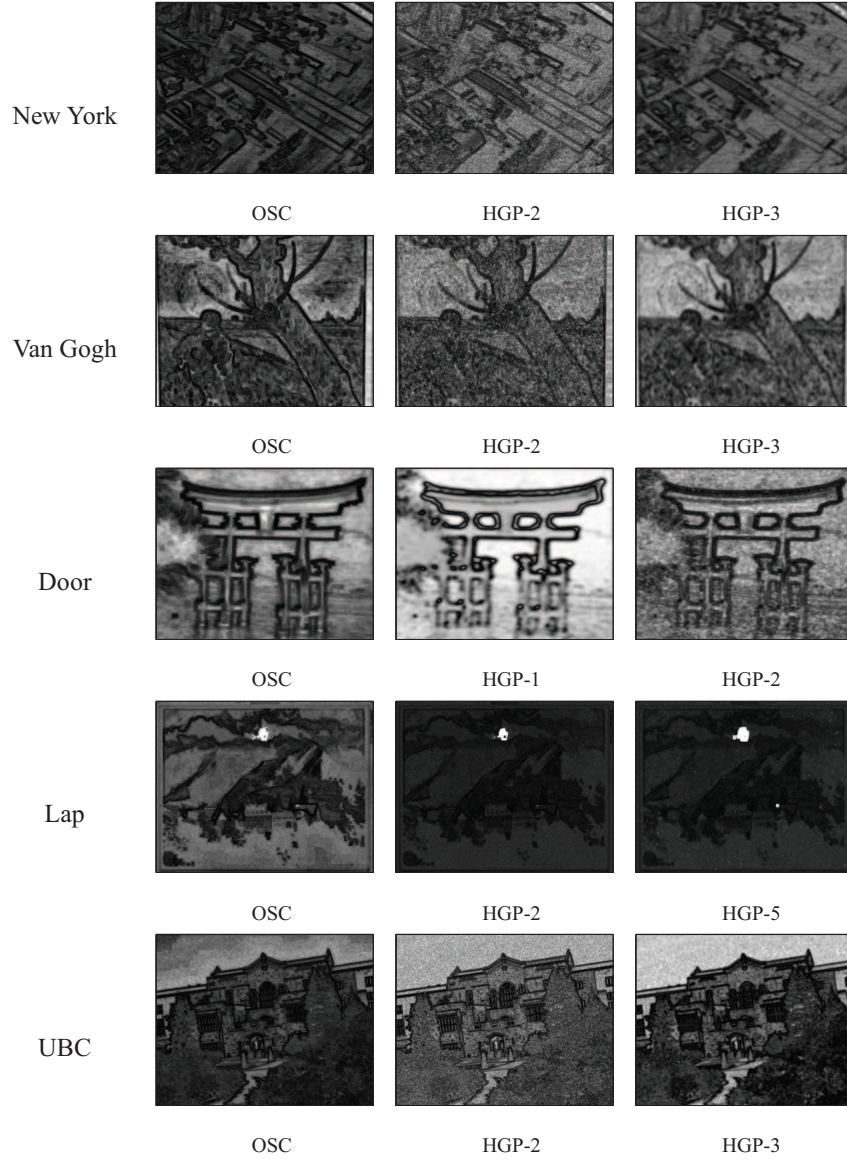 New York
OSC HGP-2 HGP-3
Van Gogh
OSC HGP-2 HGP-3
Door
OSC HGP-1 HGP-2
Lap
OSC HGP-2 HGP-5
UBC
OSC HGP-2 HGP-3